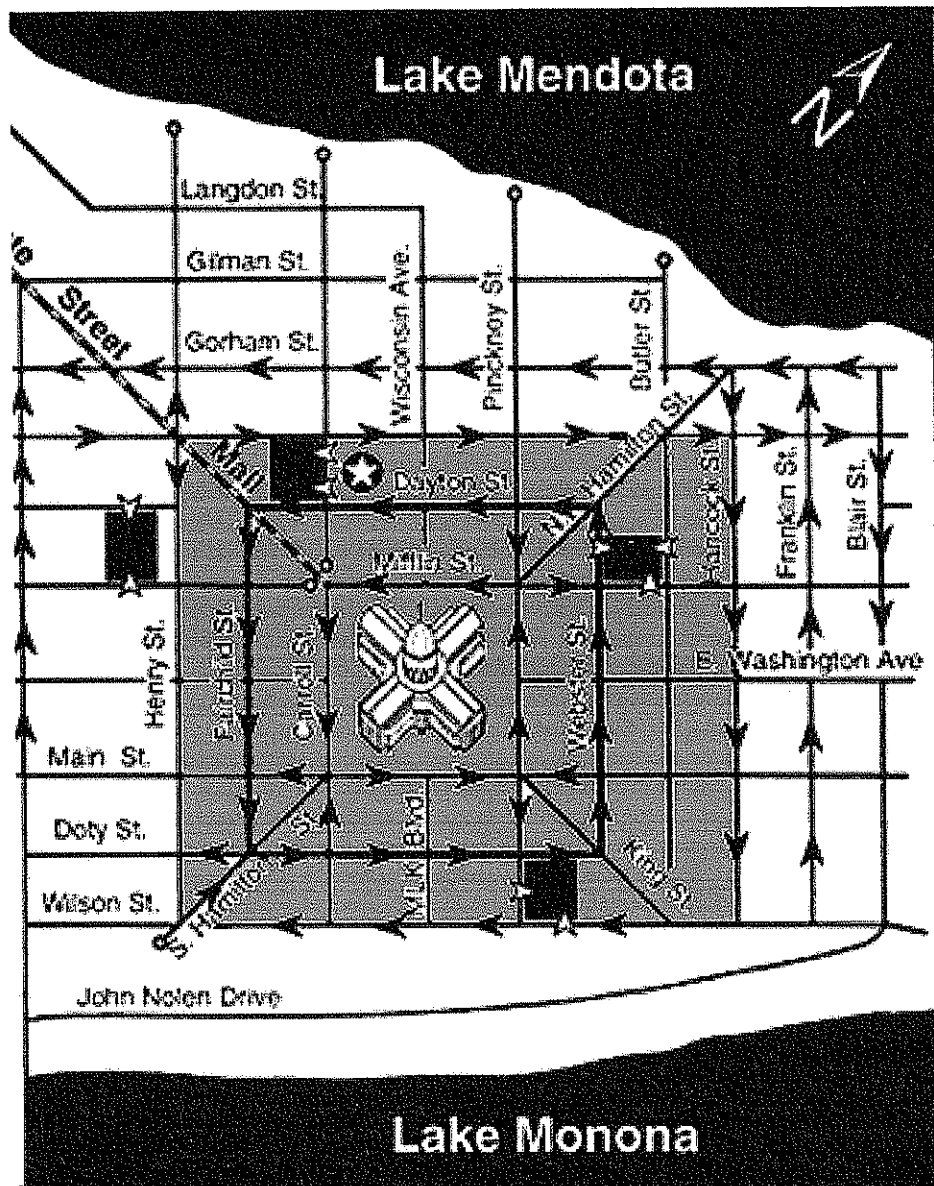 Lake Mendota
N
Langdon St.
Gilman St.
Street
Gorham St.
Wisconsin Ave.
Pinckney St.
Butler St
Mall
Dayton St
N. Hamilton St.
Hancock St.
Franklin St.
Blair St.
Mifflin St.
Henry St.
Fairchild St.
Carroll St.
Webster St.
E. Washington Ave
Main St.
Doty St.
MLK Blvd.
King St.
Wilson St.
S. Hamilton St.
John Nolen Drive
Lake Monona